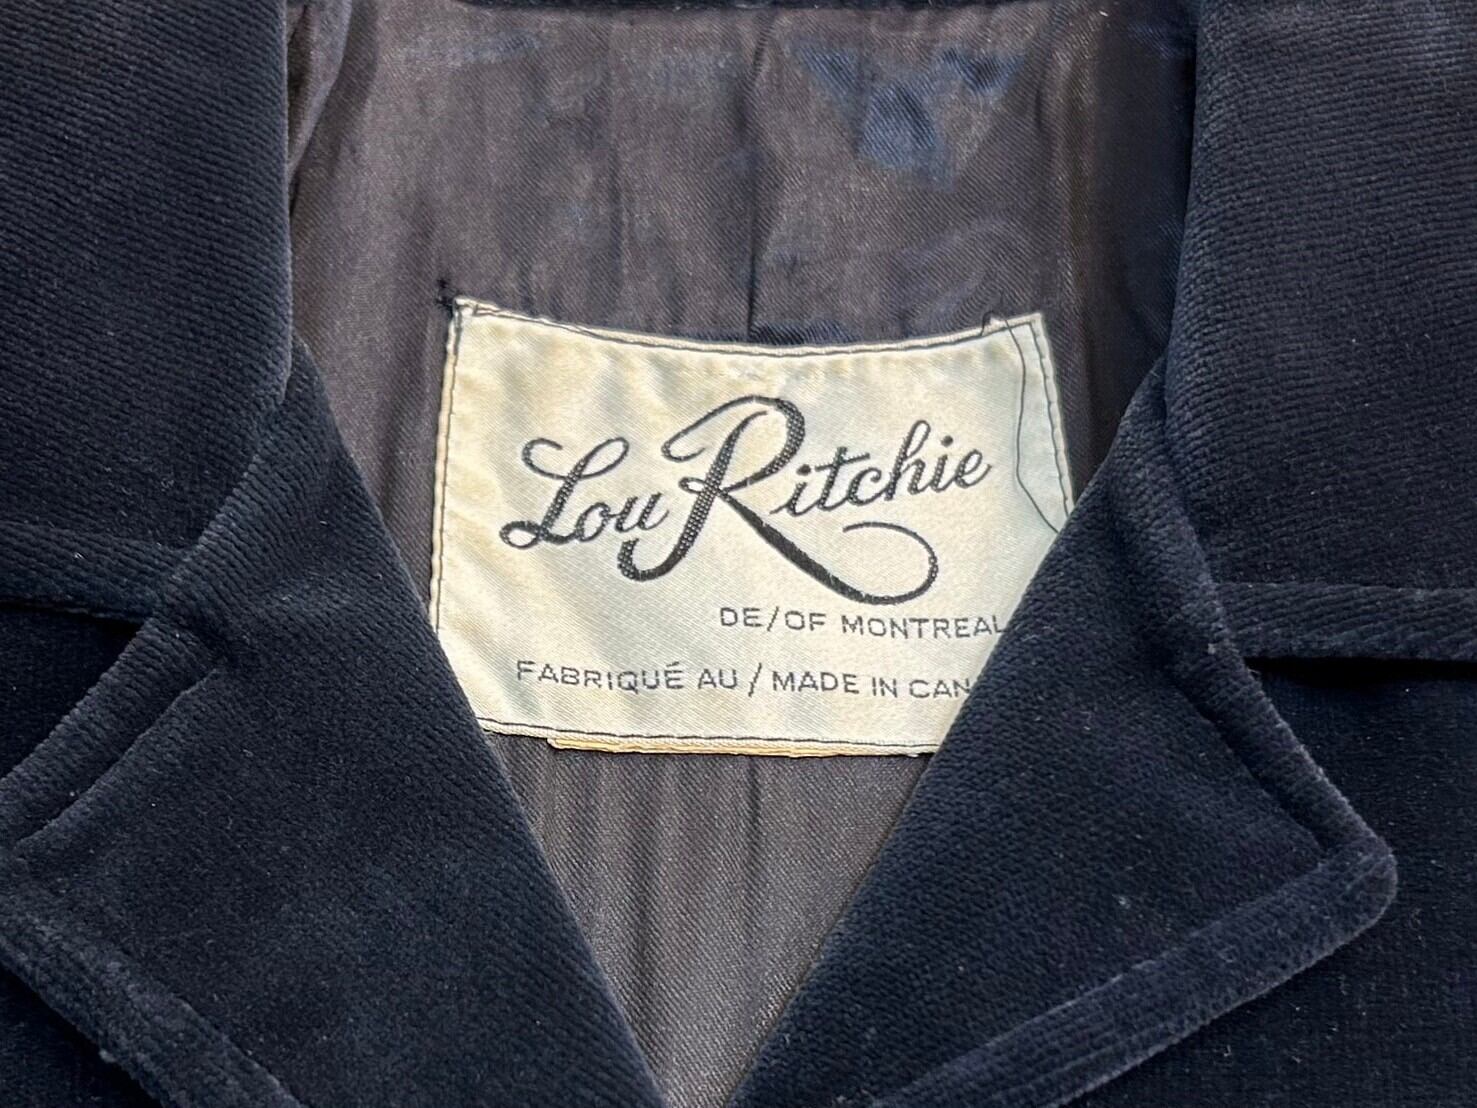 Lou Ritchie
DE/OF MONTREAL
FABRIQUÉ AU / MADE IN CAN